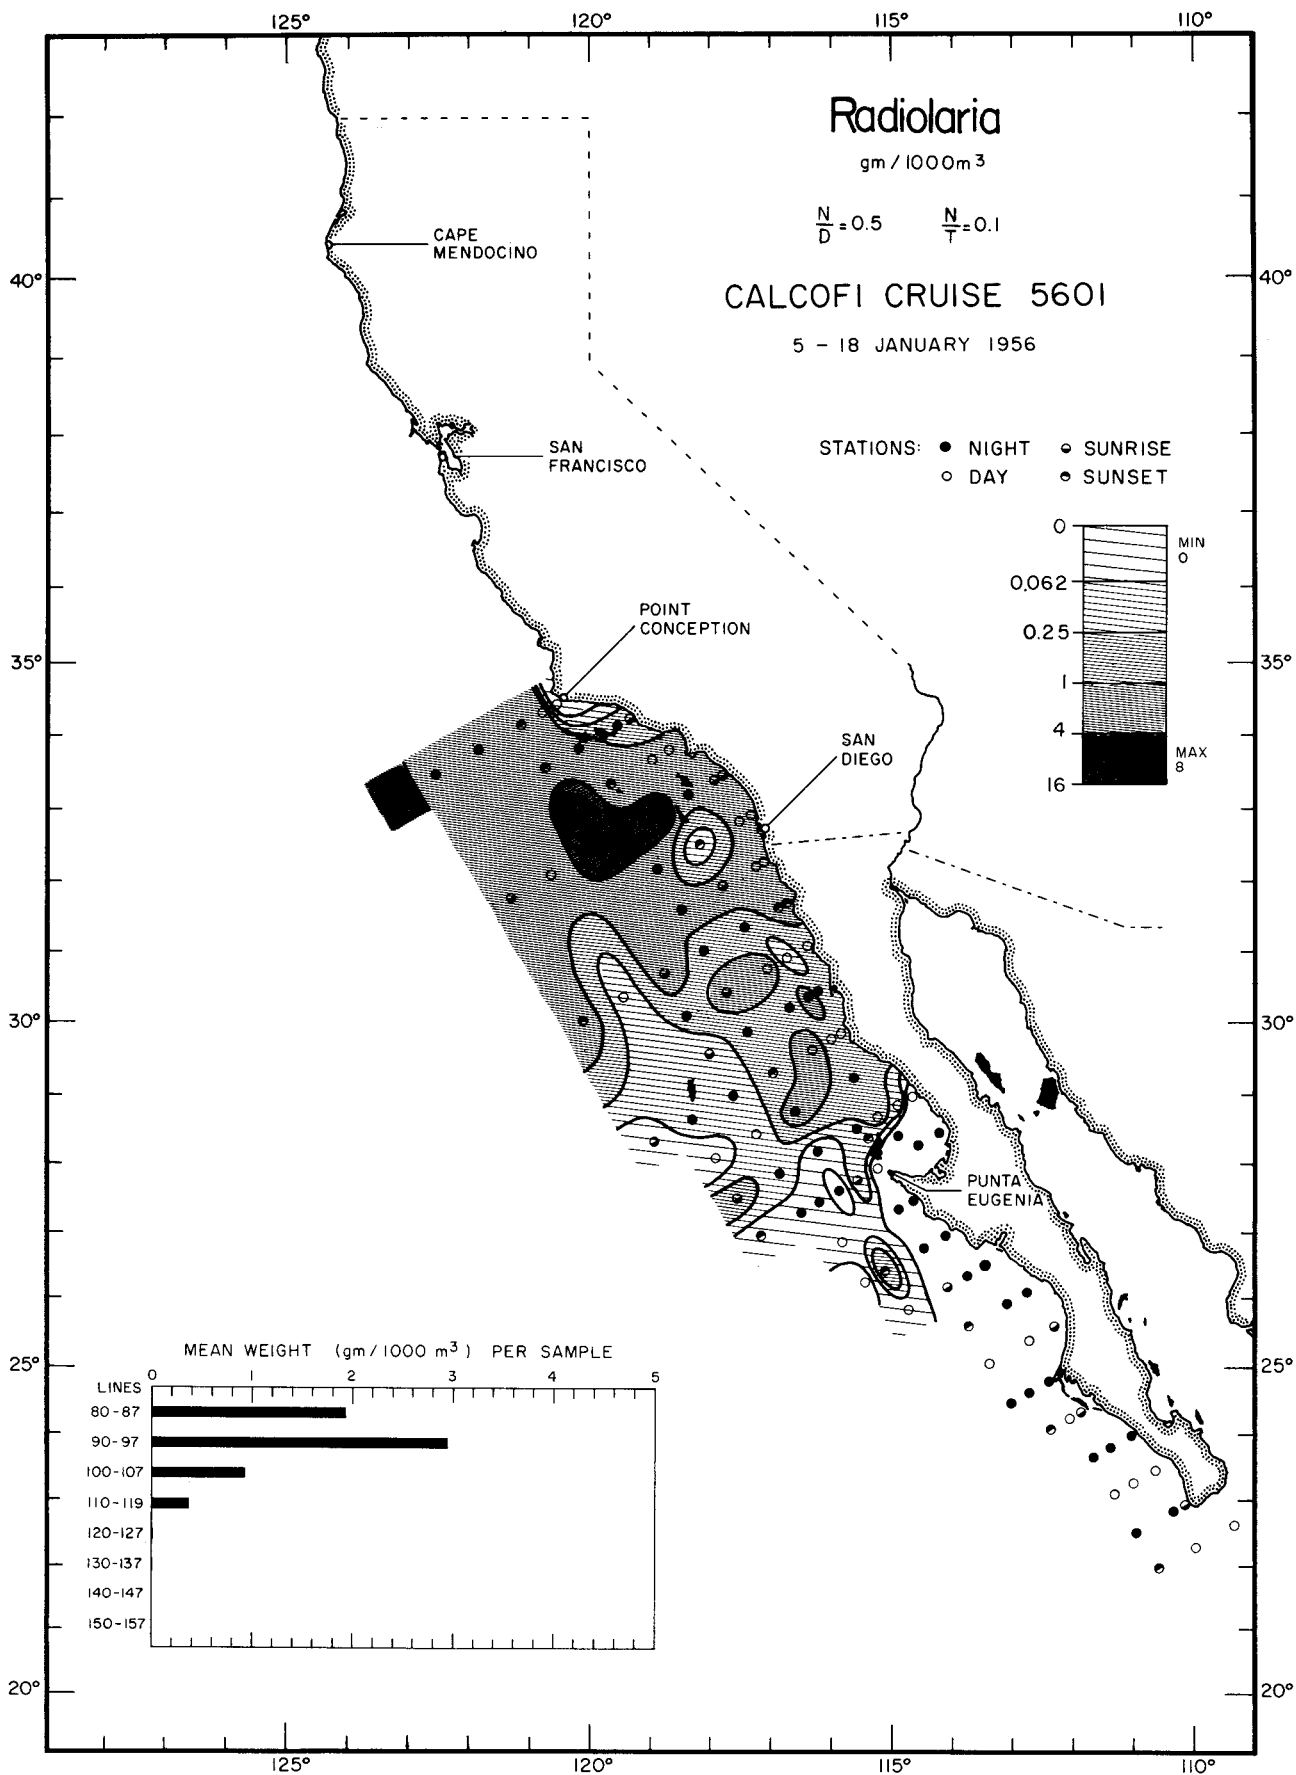 125° 120° 115° 110°
Radiolaria
gm/1000m³
N/D = 0.5 N/T = 0.1
CALCOFI CRUISE 5601
5 - 18 JANUARY 1956
CAPE
MENDOCINO
40° 40°
STATIONS: ● NIGHT ◒ SUNRISE
○ DAY ◓ SUNSET
SAN
FRANCISCO
0
MIN
0
0.062
0.25
1
4
MAX
8
16
POINT
CONCEPTION
35° 35°
SAN
DIEGO
30° 30°
PUNTA
EUGENIA
25° 25°
MEAN WEIGHT (gm/1000 m³) PER SAMPLE
0 1 2 3 4 5
LINES
80-87
90-97
100-107
110-119
120-127
130-137
140-147
150-157
20° 20°
125° 120° 115° 110°